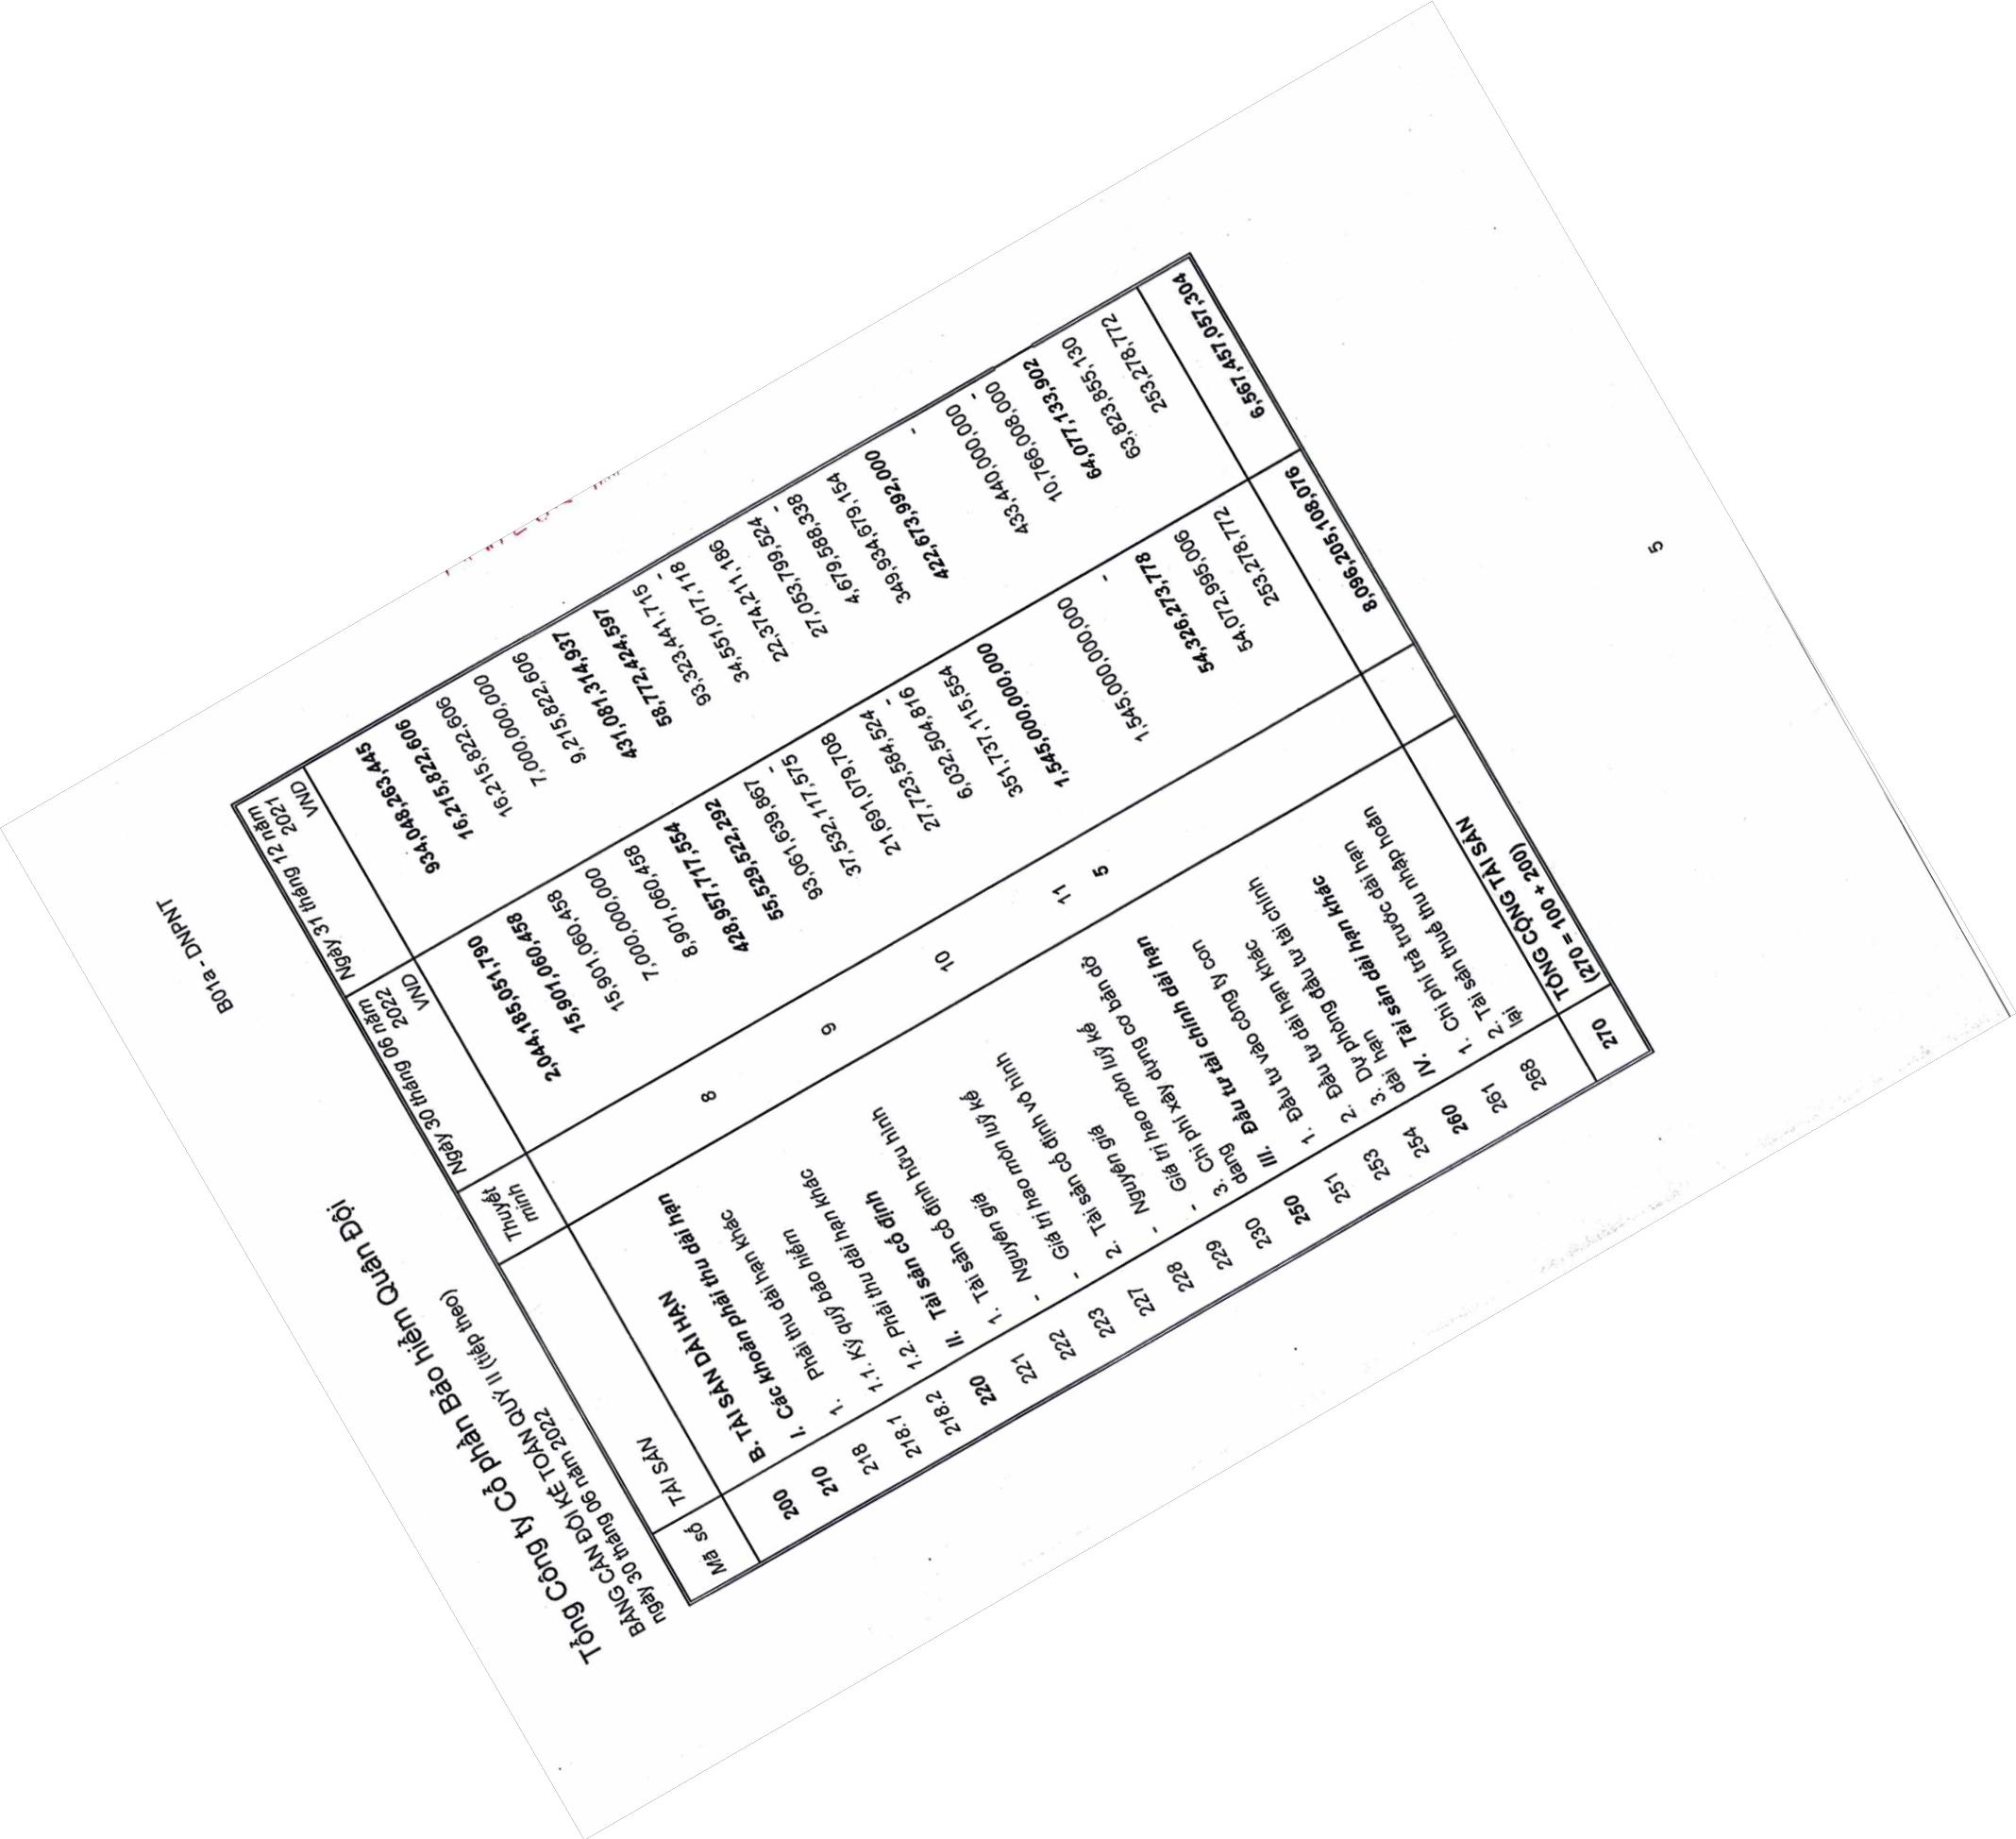 B01a - DNPNT
Tổng Công ty Cổ phần Bảo hiểm Quân Đội
BẢNG CÂN ĐỐI KẾ TOÁN QUÝ II (tiếp theo)
ngày 30 tháng 06 năm 2022
Mã số TÀI SẢN Thuyết minh Ngày 30 tháng 06 năm 2022 VND Ngày 31 tháng 12 năm 2021 VND
200 B. TÀI SẢN DÀI HẠN 2,044,185,051,790 934,048,263,445
210 I. Các khoản phải thu dài hạn 15,901,060,458 16,215,822,606
218 1. Phải thu dài hạn khác 15,901,060,458 16,215,822,606
218.1 1.1. Ký quỹ bảo hiểm 8 7,000,000,000 7,000,000,000
218.2 1.2. Phải thu dài hạn khác 8,901,060,458 9,215,822,606
220 II. Tài sản cố định 428,957,717,554 431,081,314,937
221 1. Tài sản cố định hữu hình 9 55,529,522,292 58,772,424,597
222 - Nguyên giá 93,061,639,867 93,323,441,715
223 - Giá trị hao mòn luỹ kế - 37,532,117,575 - 34,551,017,118
227 2. Tài sản cố định vô hình 10 21,691,079,708 22,374,211,186
228 - Nguyên giá 27,723,584,524 27,053,799,524
229 - Giá trị hao mòn luỹ kế - 6,032,504,816 - 4,679,588,338
230 3. Chi phí xây dựng cơ bản dở dang 11 351,737,115,554 349,934,679,154
250 III. Đầu tư tài chính dài hạn 5 1,545,000,000,000 422,673,992,000
251 1. Đầu tư vào công ty con -
253 2. Đầu tư dài hạn khác 1,545,000,000,000 433,440,000,000
254 3. Dự phòng đầu tư tài chính dài hạn - - 10,766,008,000
260 IV. Tài sản dài hạn khác 54,326,273,778 64,077,133,902
261 1. Chi phí trả trước dài hạn 54,072,995,006 63,823,855,130
268 2. Tài sản thuế thu nhập hoãn lại 253,278,772 253,278,772
270 TỔNG CỘNG TÀI SẢN (270 = 100 + 200) 8,096,205,108,076 6,567,457,057,304
5